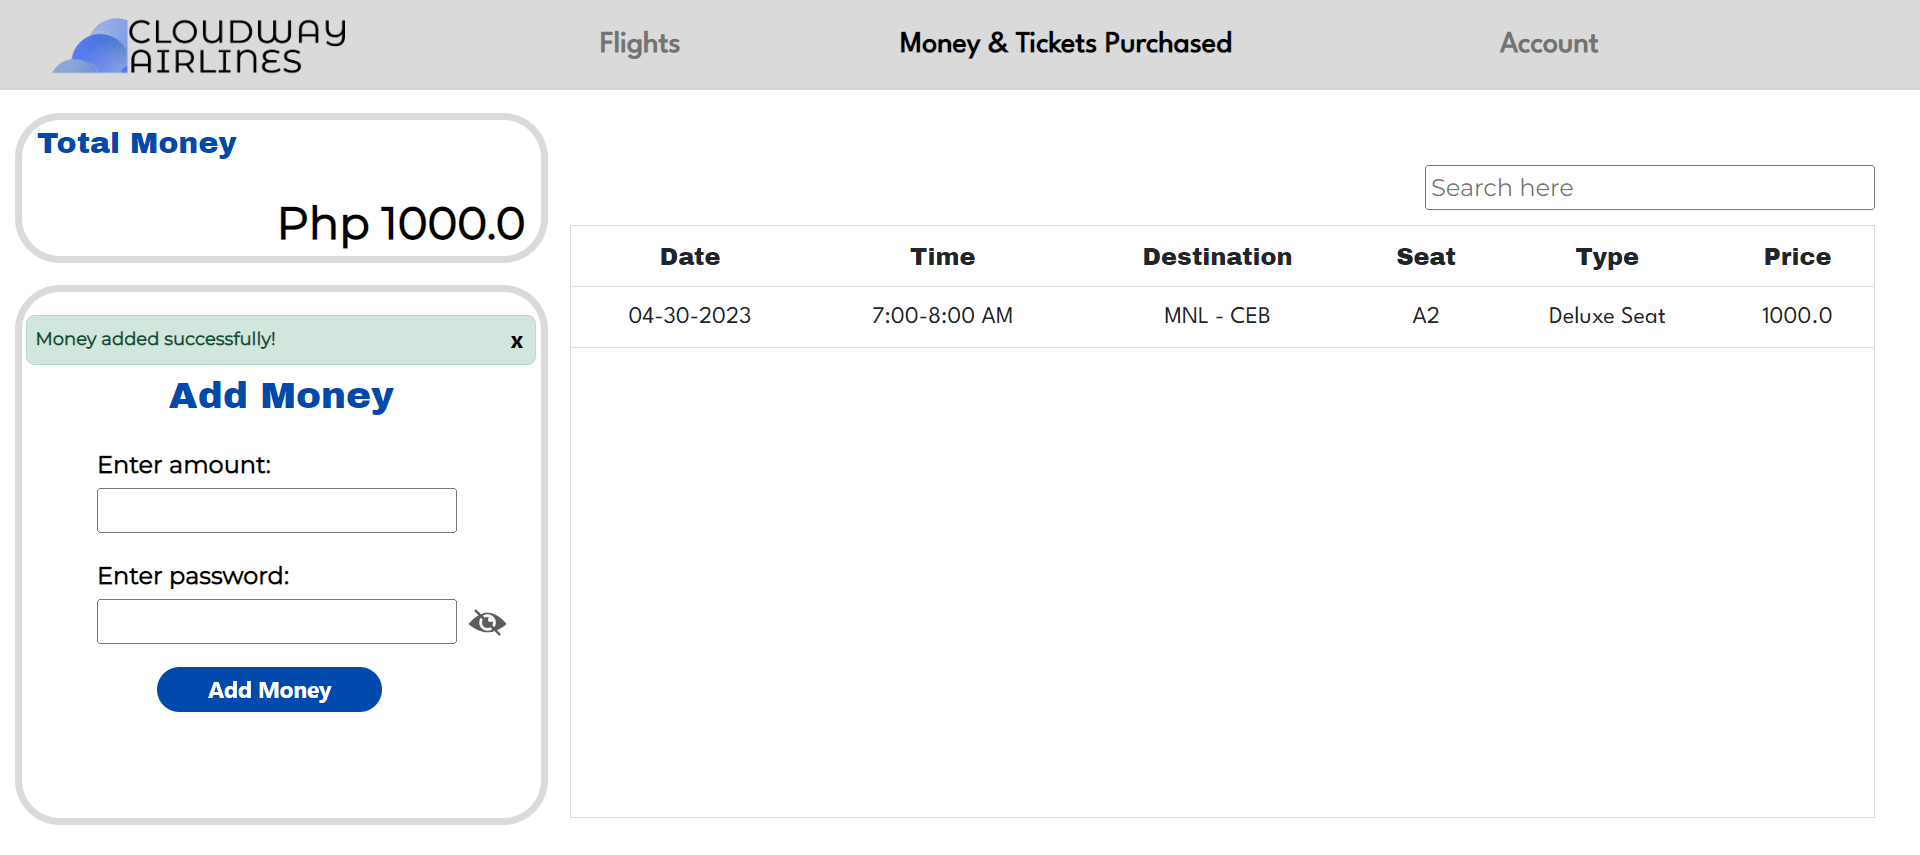 CLOUDWAY
AIRLINES
Flights
Money & Tickets Purchased
Account
Total Money
Php 1000.0
Money added successfully!
x
Add Money
Enter amount:
Enter password:
Add Money
Search here
Date Time Destination Seat Type Price
04-30-2023 7:00-8:00 AM MNL - CEB A2 Deluxe Seat 1000.0